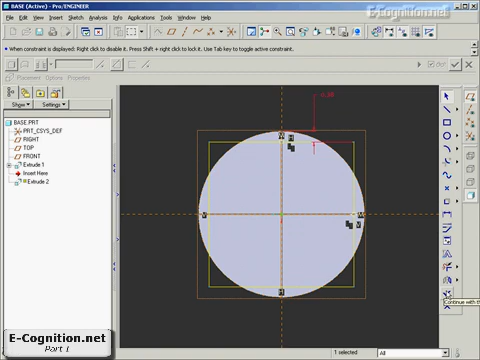 BASE (Active) - Pro/ENGINEER
E-Cognition.net
File Edit View Insert Sketch Analysis Info Applications Tools Window Help
• When constraint is displayed: Right click to disable it. Press Shift + right click to lock it. Use Tab key to toggle active constraint.
Placement Options Properties
Show Settings
BASE.PRT
PRT_CSYS_DEF
RIGHT
TOP
FRONT
Extrude 1
Insert Here
Extrude 2
H
H
V
V
H
Continue with th
E-Cognition.net
Part 1
1 selected
All